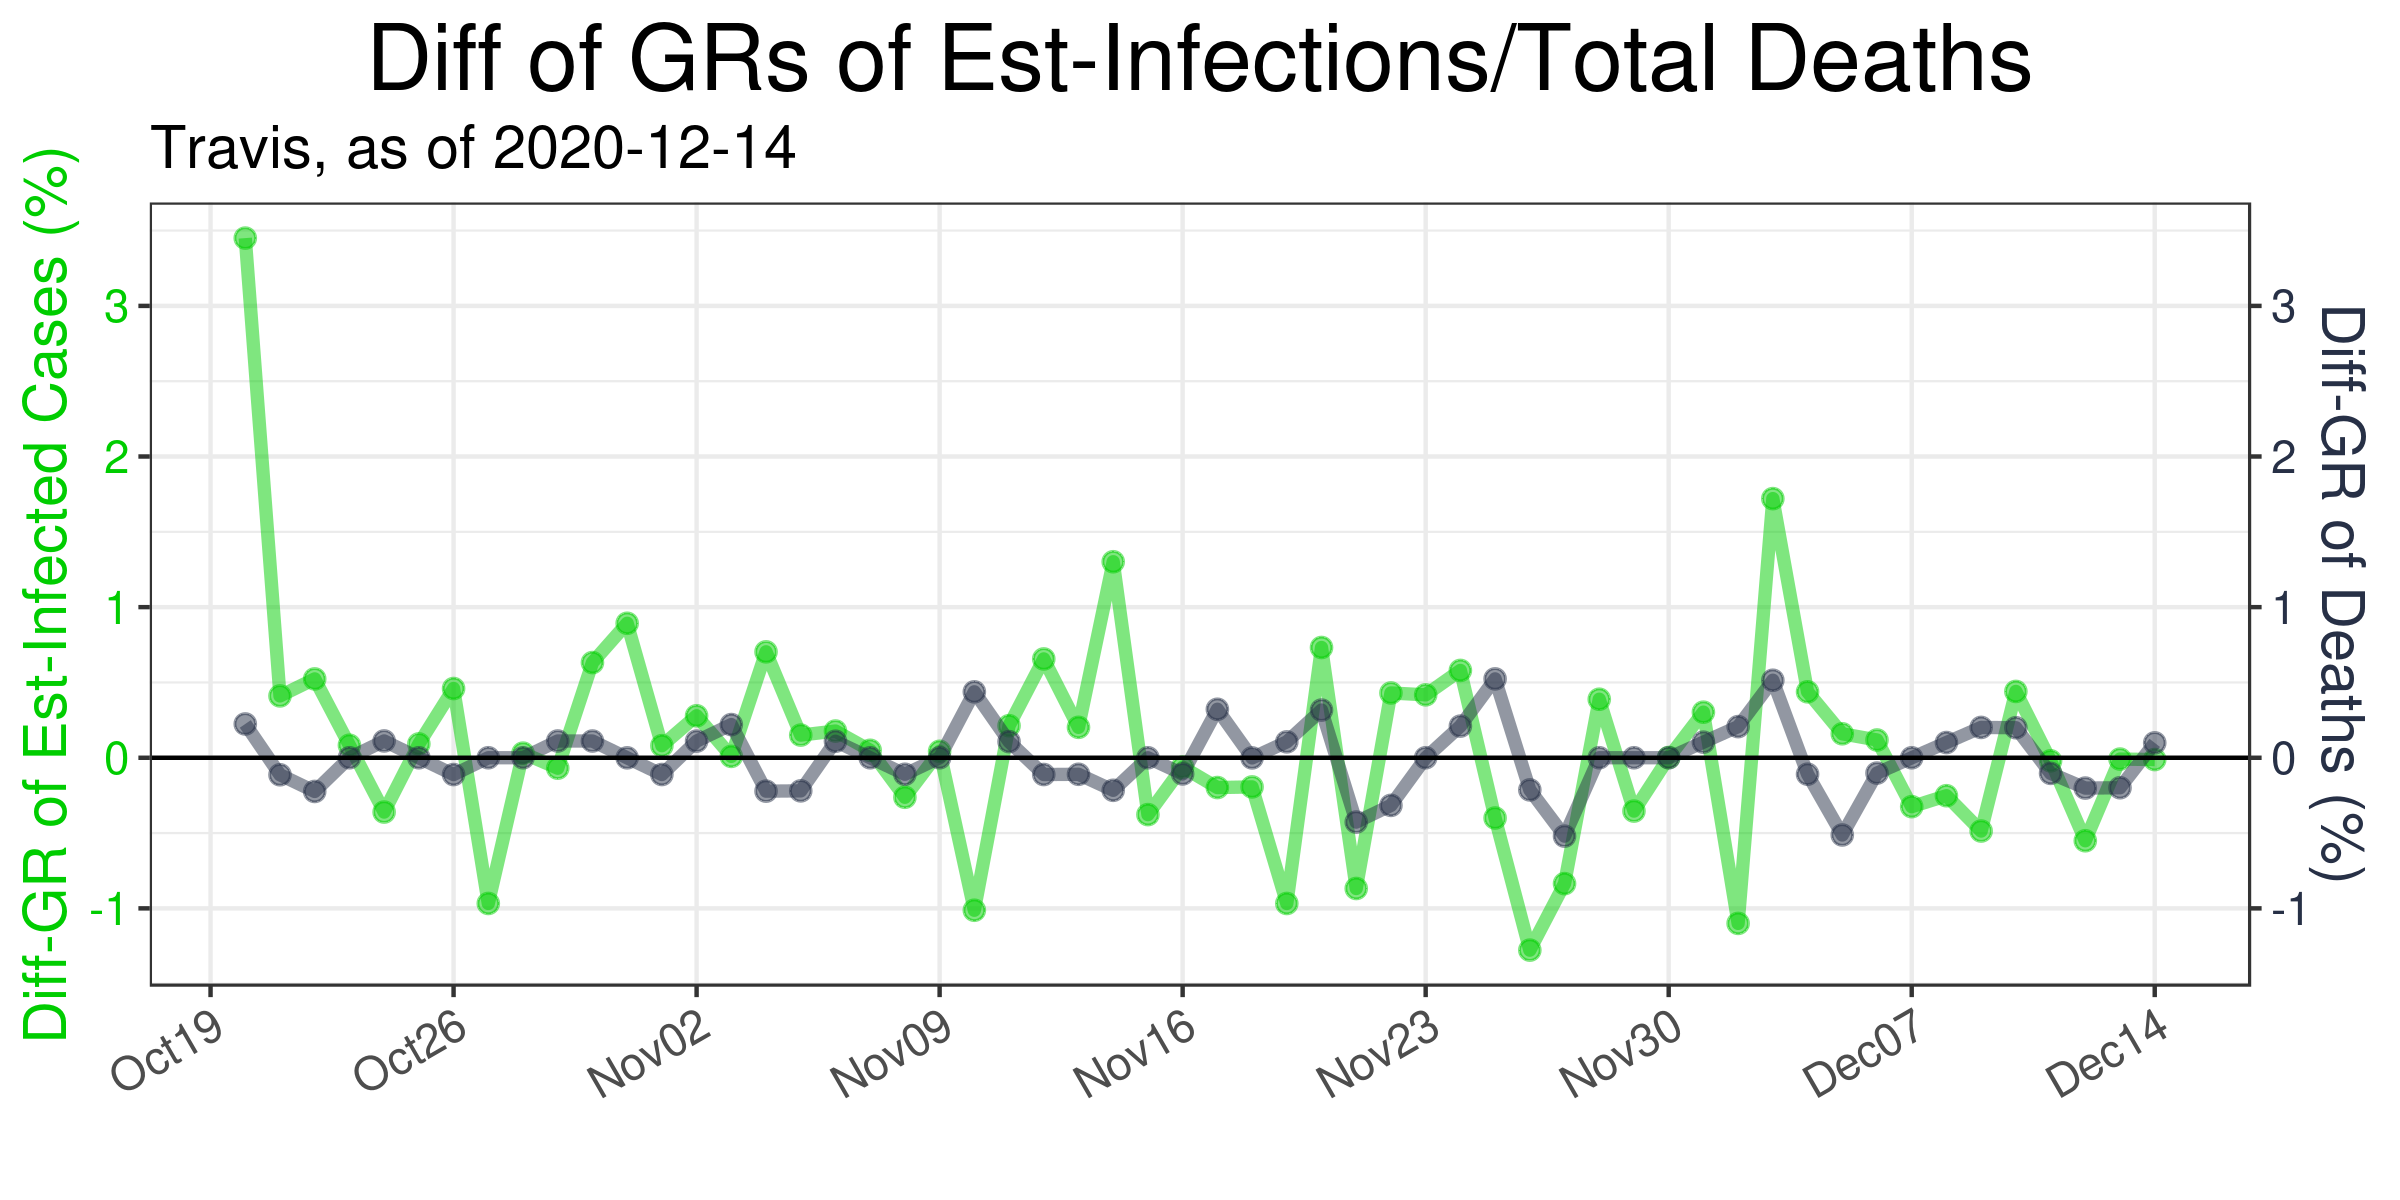 Diff of GRs of Est-Infections/Total Deaths
Travis, as of 2020-12-14
Diff-GR of Est-Infected Cases (%)
3
2
1
0
-1
3
2
1
0
-1
Diff-GR of Deaths (%)
Oct19
Oct26
Nov02
Nov09
Nov16
Nov23
Nov30
Dec07
Dec14